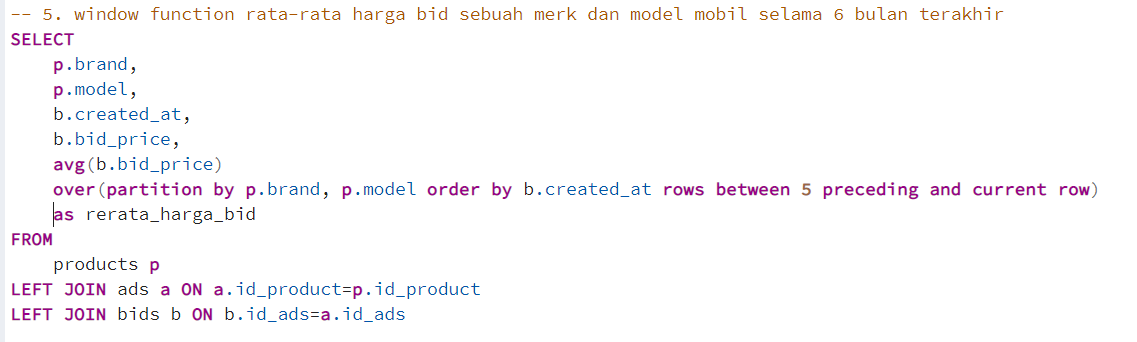 -- 5. window function rata-rata harga bid sebuah merk dan model mobil selama 6 bulan terakhir
SELECT
    p.brand,
    p.model,
    b.created_at,
    b.bid_price,
    avg(b.bid_price)
    over(partition by p.brand, p.model order by b.created_at rows between 5 preceding and current row)
    as rerata_harga_bid
FROM
    products p
LEFT JOIN ads a ON a.id_product=p.id_product
LEFT JOIN bids b ON b.id_ads=a.id_ads